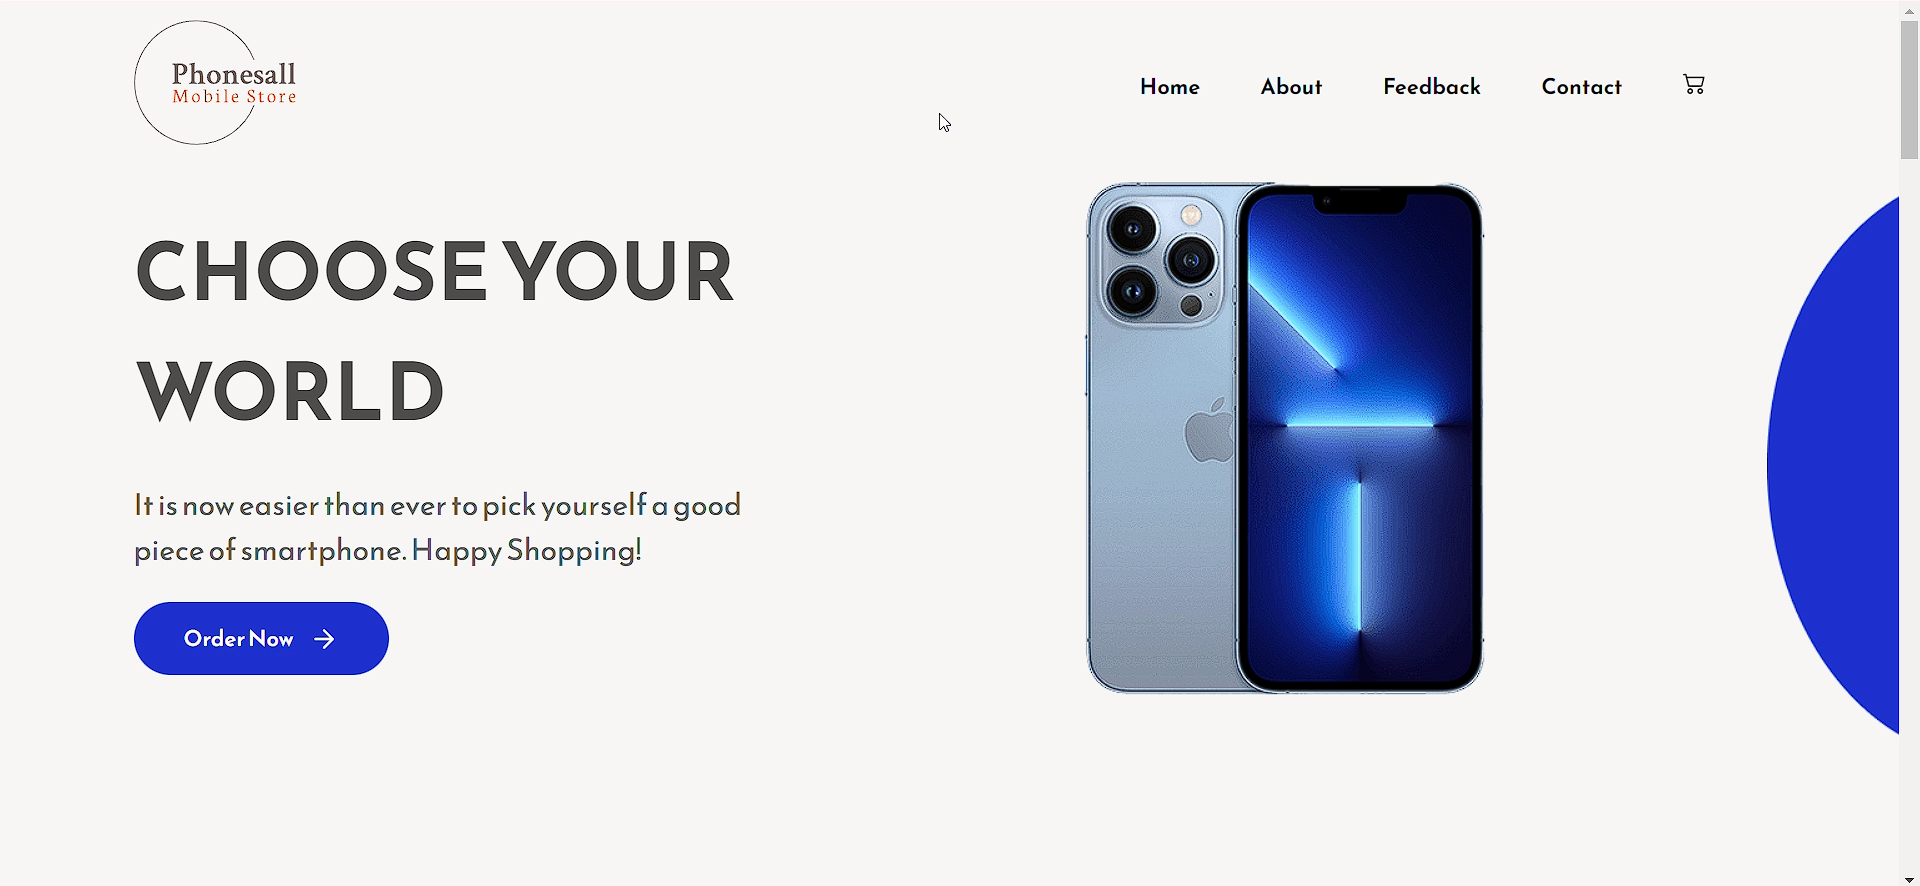 Phonesall
Mobile Store
Home About Feedback Contact
CHOOSE YOUR
WORLD
It is now easier than ever to pick yourself a good
piece of smartphone. Happy Shopping!
Order Now